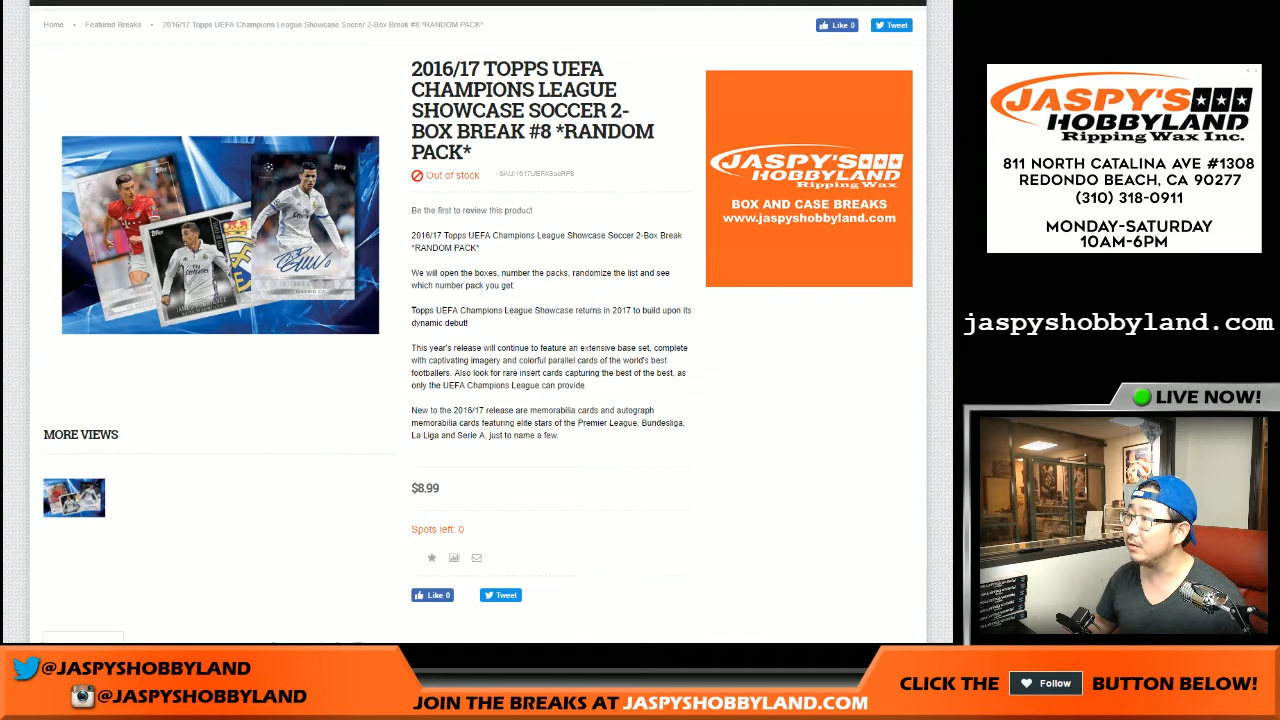 Home • Featured Breaks • 2016/17 Topps UEFA Champions League Showcase Soccer 2-Box Break #8 *RANDOM PACK*
Like 0
Tweet
2016/17 TOPPS UEFA
CHAMPIONS LEAGUE
SHOWCASE SOCCER 2-
BOX BREAK #8 *RANDOM
PACK*
Out of stock
SKU:1617UEFASocRP8
Be the first to review this product
2016/17 Topps UEFA Champions League Showcase Soccer 2-Box Break
*RANDOM PACK*
We will open the boxes, number the packs, randomize the list and see
which number pack you get.
Topps UEFA Champions League Showcase returns in 2017 to build upon its
dynamic debut!
This year's release will continue to feature an extensive base set, complete
with captivating imagery and colorful parallel cards of the world's best
footballers. Also look for rare insert cards capturing the best of the best, as
only the UEFA Champions League can provide.
New to the 2016/17 release are memorabilia cards and autograph
memorabilia cards featuring elite stars of the Premier League, Bundesliga,
La Liga and Serie A, just to name a few.
$8.99
Spots left: 0
Like 0
Tweet
MORE VIEWS
JASPY'S
HOBBYLAND
Ripping Wax
BOX AND CASE BREAKS
www.jaspyshobbyland.com
JASPY'S
HOBBYLAND
Ripping Wax Inc.
811 NORTH CATALINA AVE #1308
REDONDO BEACH, CA 90277
(310) 318-0911
MONDAY-SATURDAY
10AM-6PM
jaspyshobbyland.com
LIVE NOW!
@JASPYSHOBBYLAND
@JASPYSHOBBYLAND
JOIN THE BREAKS AT JASPYSHOBBYLAND.COM
CLICK THE Follow BUTTON BELOW!